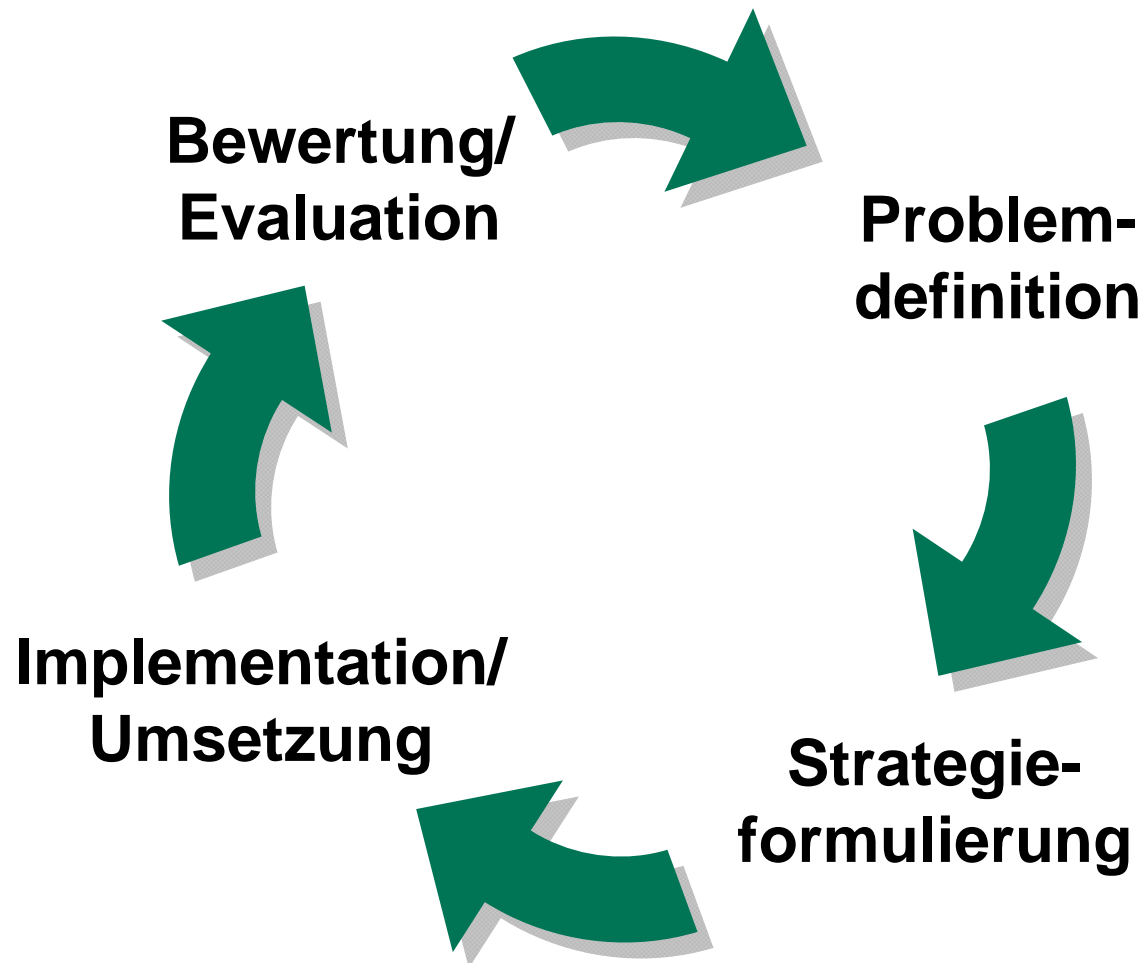 Bewertung/
Evaluation
Problem-
definition
Implementation/
Umsetzung
Strategie-
formulierung